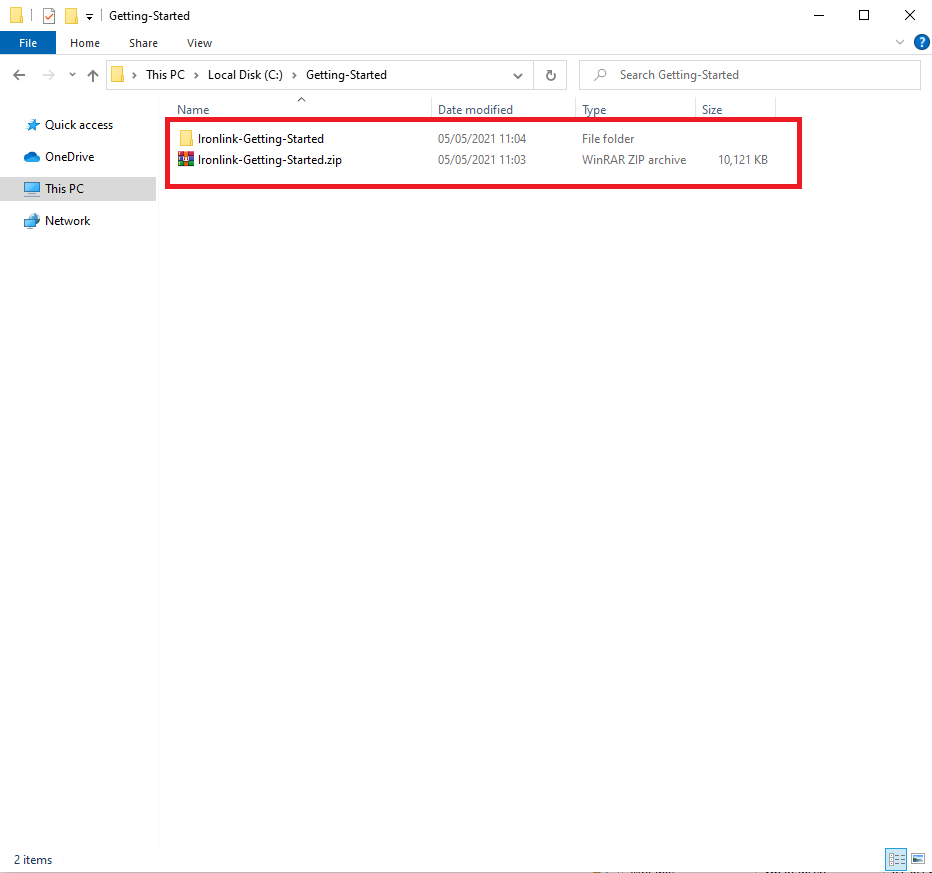 Getting-Started
File Home Share View
This PC Local Disk (C:) Getting-Started Search Getting-Started
Name Date modified Type Size
Quick access
OneDrive
This PC
Network
Ironlink-Getting-Started 05/05/2021 11:04 File folder
Ironlink-Getting-Started.zip 05/05/2021 11:03 WinRAR ZIP archive 10,121 KB
2 items